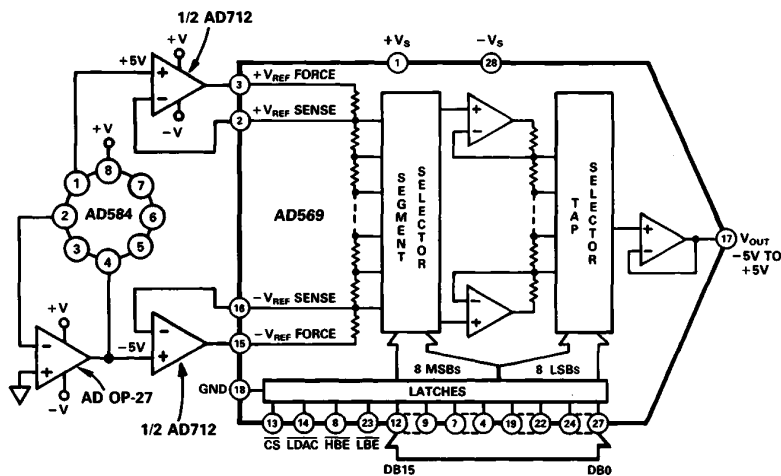 1/2 AD712
+V
+5V
+
−
−V
+VS
1
−VS
28
3
+VREF FORCE
2
+VREF SENSE
+V
8
1
7
2
AD584
6
3
5
4
AD569
SEGMENT
SELECTOR
+
−
−
+
TAP
SELECTOR
+
−
17
VOUT
−5V TO
+5V
16
−VREF SENSE
15
−VREF FORCE
+V
−
+
−V
−5V
−
+
AD OP-27
1/2 AD712
8 MSBs
8 LSBs
GND
18
LATCHES
13
14
8
23
12
9
7
4
19
22
24
27
CS
LDAC
HBE
LBE
DB15
DB0